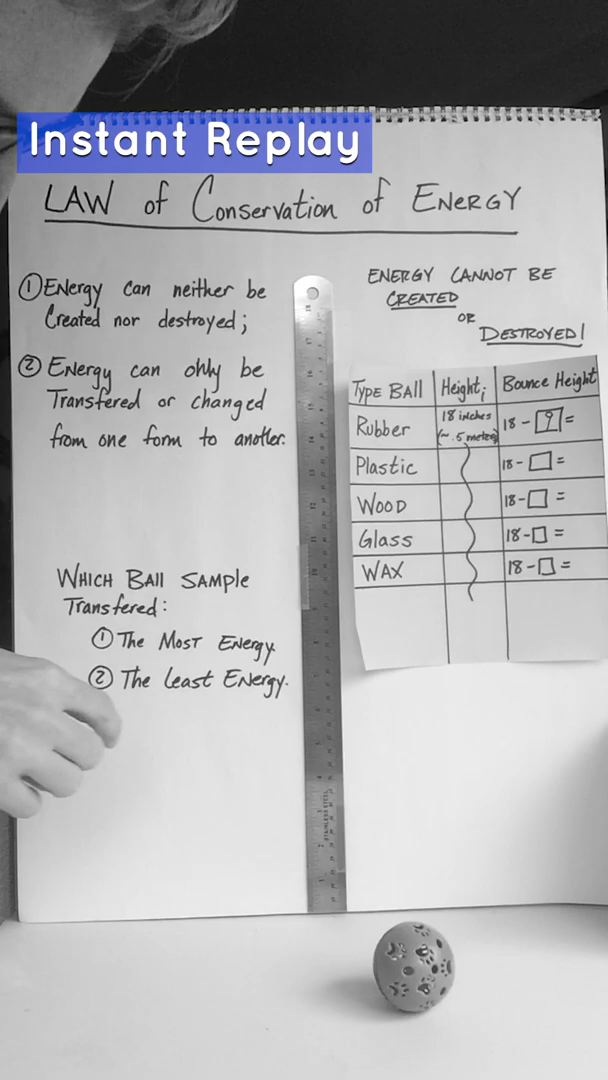 Instant Replay
LAW of Conservation of ENERGY
① ENergy can neither be
Created nor destroyed;
② ENergy can only be
Transfered or changed
from one form to another.
WHICH BAll SAMple
Transfered:
① The Most Energy.
② The Least Energy.
ENERGY CANNOT BE
CREATED
OR
DESTROYED!
TYPE BALL Height; Bounce Height
Rubber 18 inches (~.5 meters) 18 - ? =
Plastic 18 - □ =
WOOD 18 - □ =
Glass 18 - □ =
WAX 18 - □ =
STAINLESS STEEL